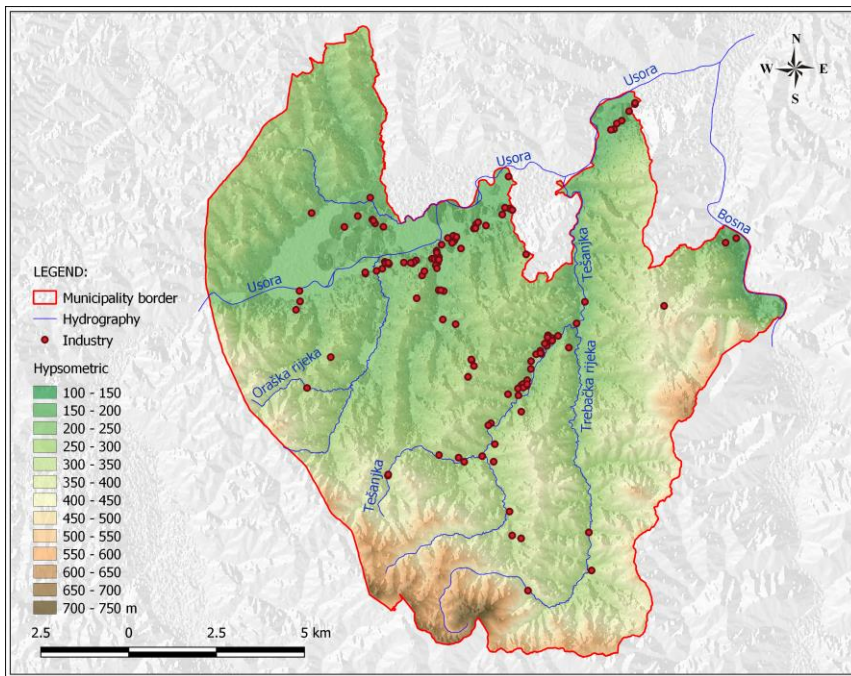 N
W E
S
Usora
Usora
Bosna
Tešanjka
Usora
Oraška rijeka
Trebačka rijeka
Tešanjka
LEGEND:
Municipality border
Hydrography
Industry
Hypsometric
100 - 150
150 - 200
200 - 250
250 - 300
300 - 350
350 - 400
400 - 450
450 - 500
500 - 550
550 - 600
600 - 650
650 - 700
700 - 750 m
2.5 0 2.5 5 km